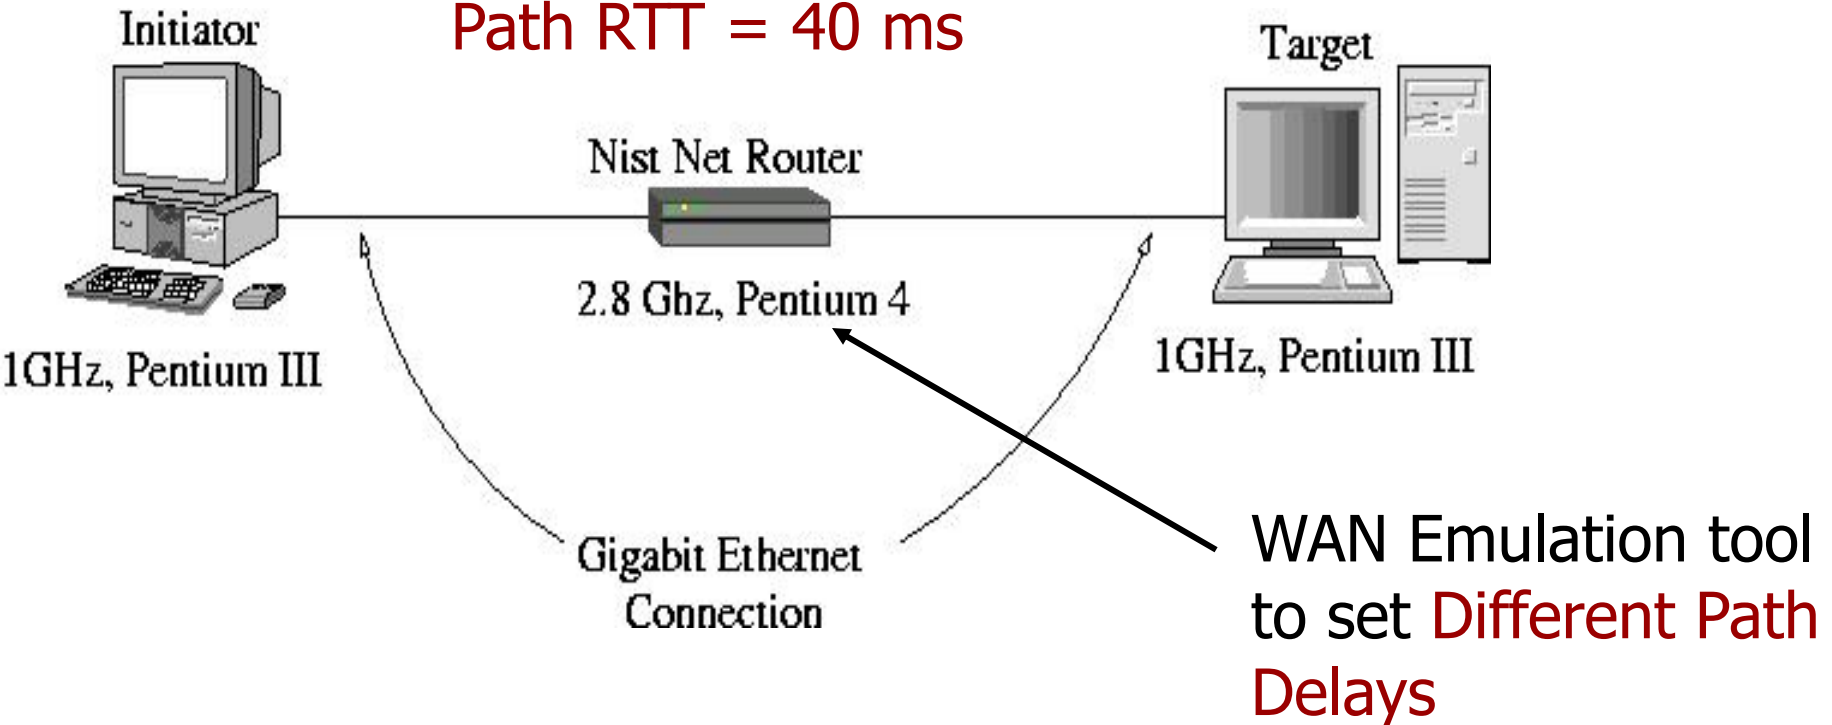 Path RTT = 40 ms
Initiator
Target
Nist Net Router
2.8 Ghz, Pentium 4
1GHz, Pentium III
1GHz, Pentium III
Gigabit Ethernet
Connection
WAN Emulation tool
to set Different Path
Delays